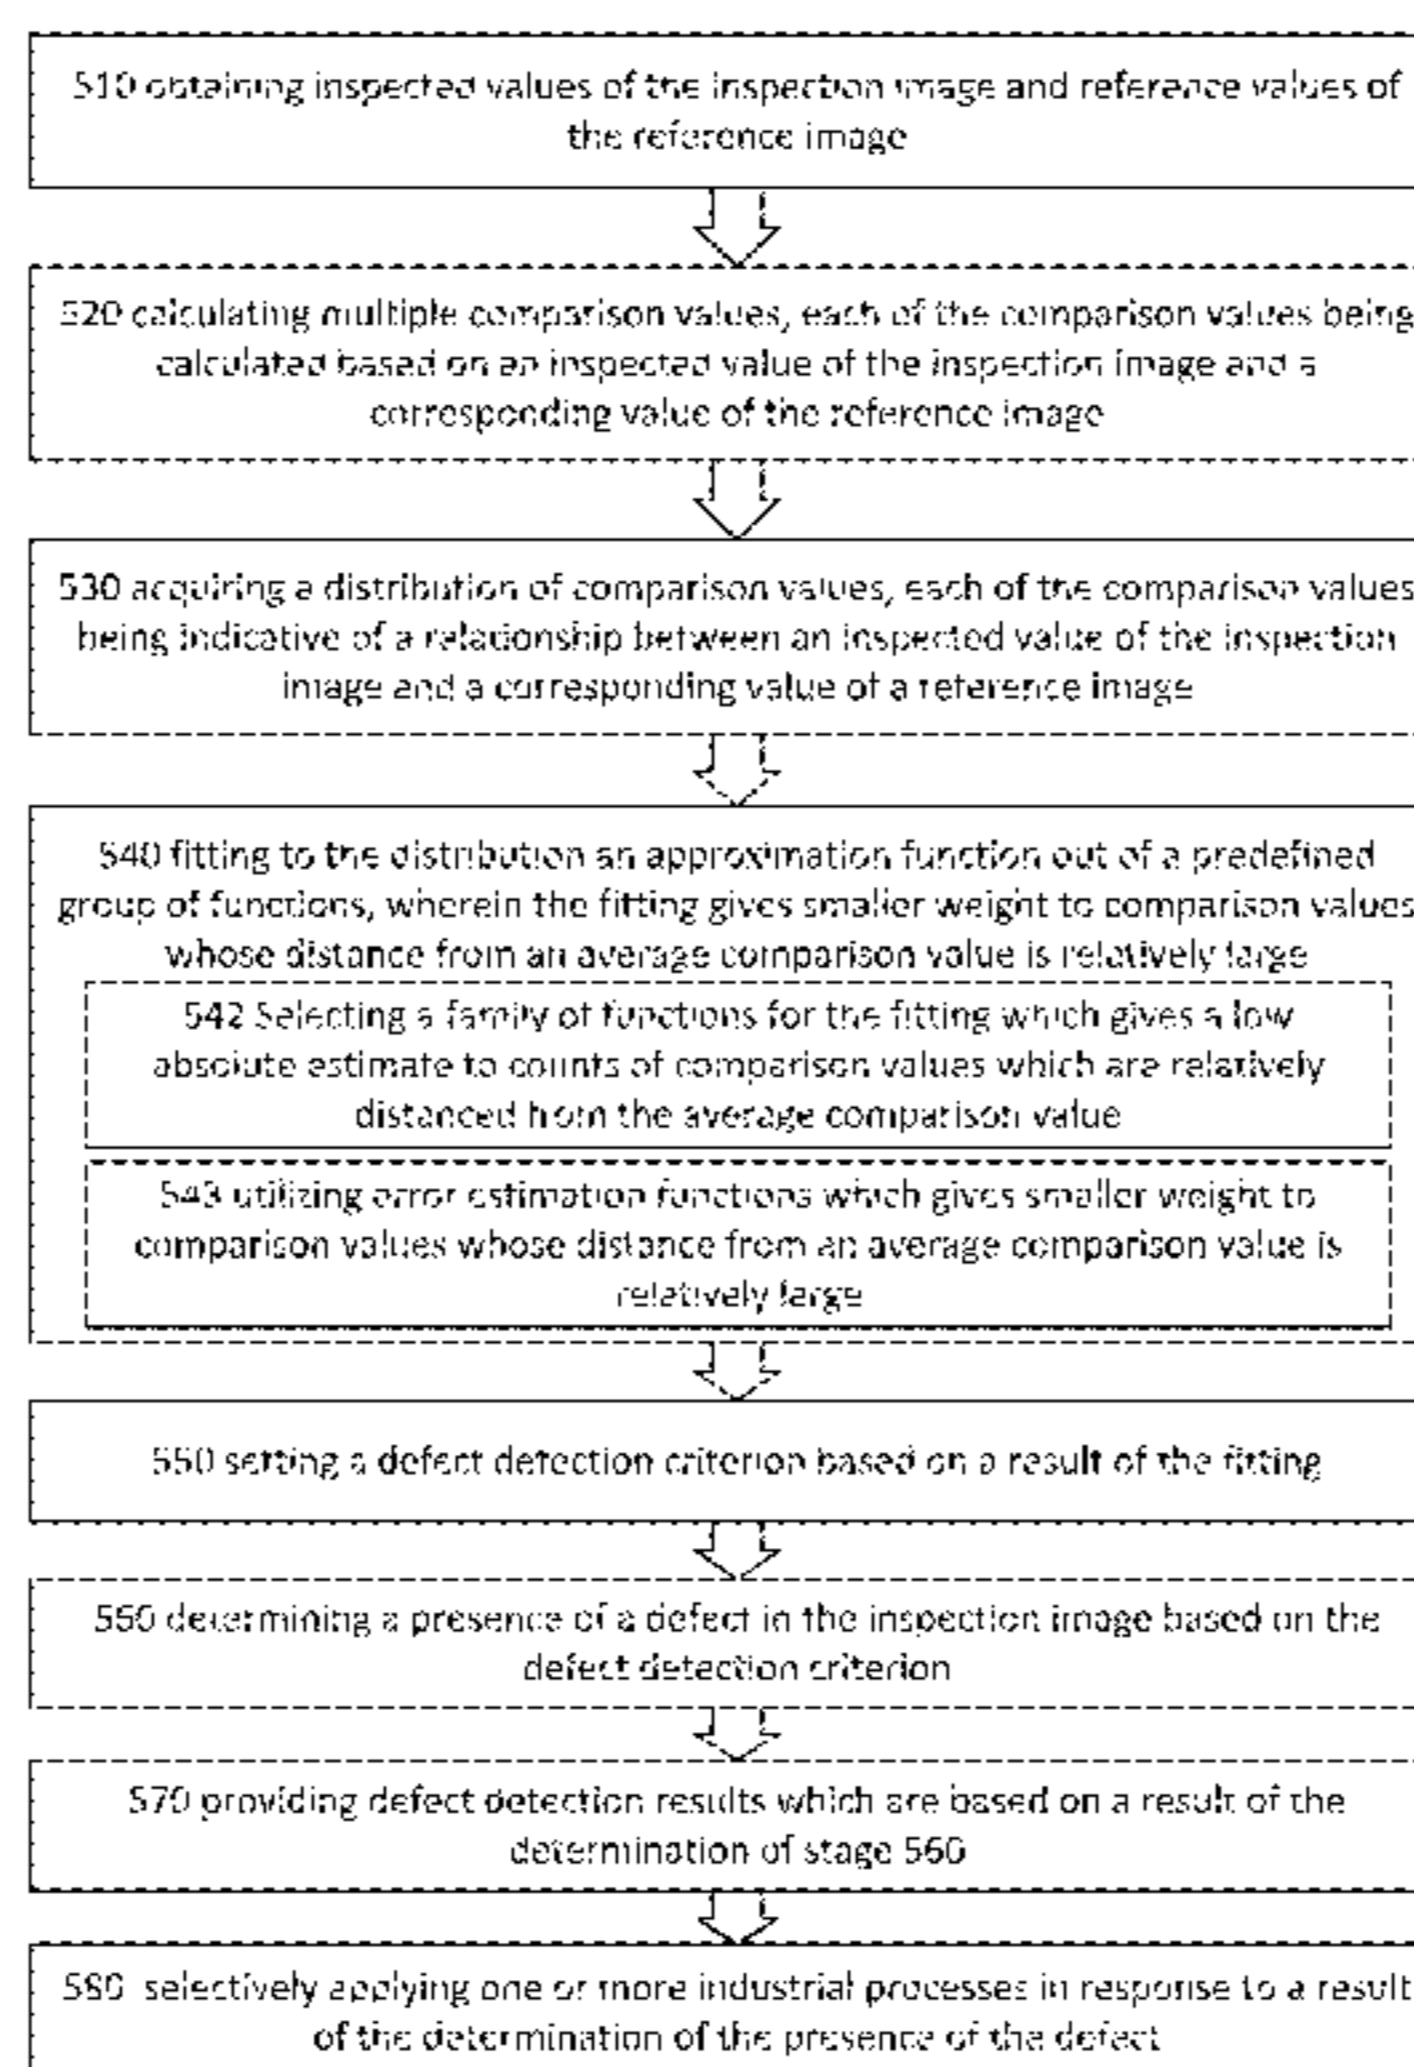 510 obtaining inspected values of the inspection image and reference values of
the reference image
520 calculating multiple comparison values, each of the comparison values being
calculated based on an inspected value of the inspection image and a
corresponding value of the reference image
530 acquiring a distribution of comparison values, each of the comparison values
being indicative of a relationship between an inspected value of the inspection
image and a corresponding value of a reference image
540 fitting to the distribution an approximation function out of a predefined
group of functions, wherein the fitting gives smaller weight to comparison values
whose distance from an average comparison value is relatively large
542 Selecting a family of functions for the fitting which gives a low
absolute estimate to counts of comparison values which are relatively
distanced from the average comparison value
543 utilizing error estimation functions which gives smaller weight to
comparison values whose distance from an average comparison value is
relatively large
550 setting a defect detection criterion based on a result of the fitting
560 determining a presence of a defect in the inspection image based on the
defect detection criterion
570 providing defect detection results which are based on a result of the
determination of stage 560
580 selectively applying one or more industrial processes in response to a result
of the determination of the presence of the defect